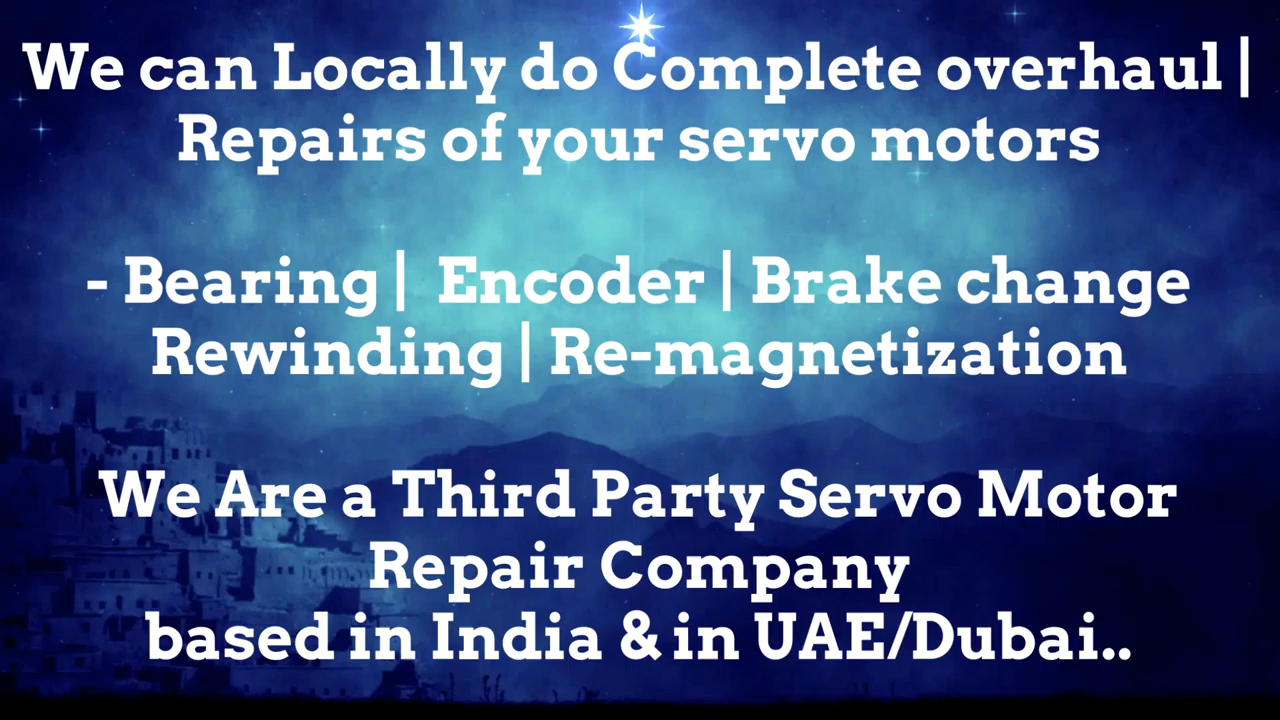 We can Locally do Complete overhaul |
Repairs of your servo motors
- Bearing |  Encoder | Brake change
Rewinding | Re-magnetization
We Are a Third Party Servo Motor
Repair Company
based in India & in UAE/Dubai..